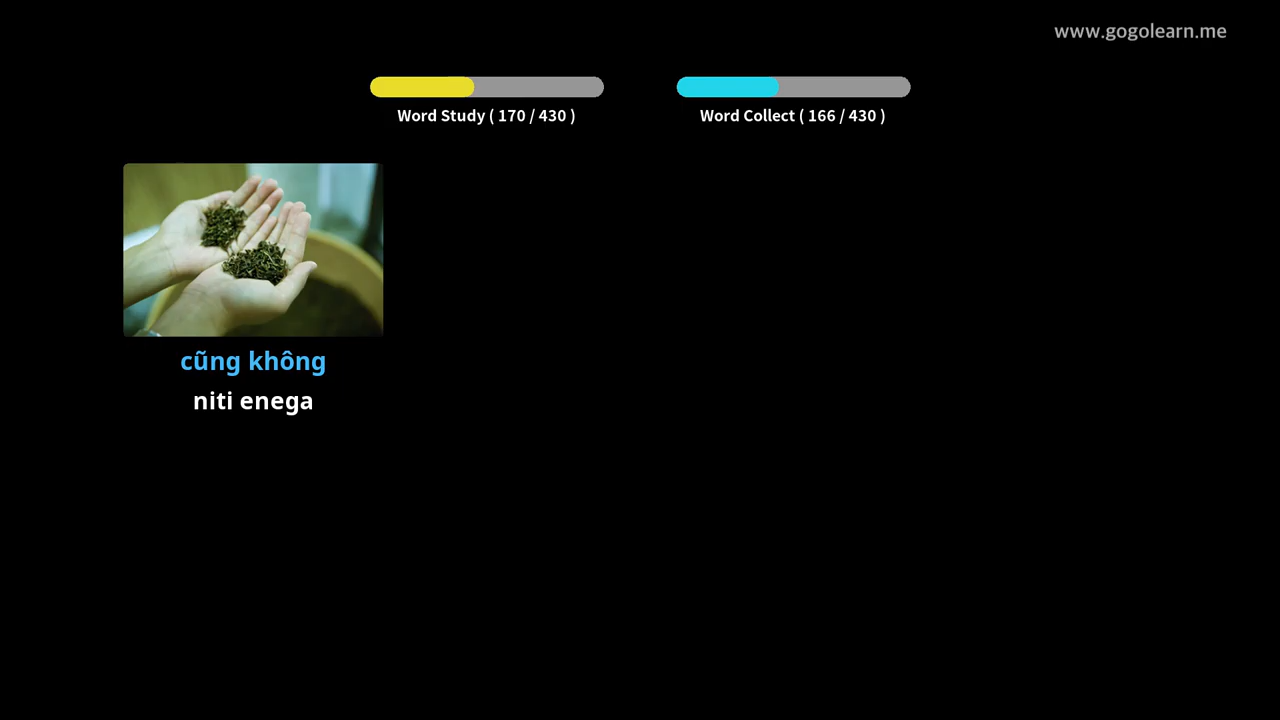 www.gogolearn.me
Word Study ( 170 / 430 )
Word Collect ( 166 / 430 )
cũng không
niti enega